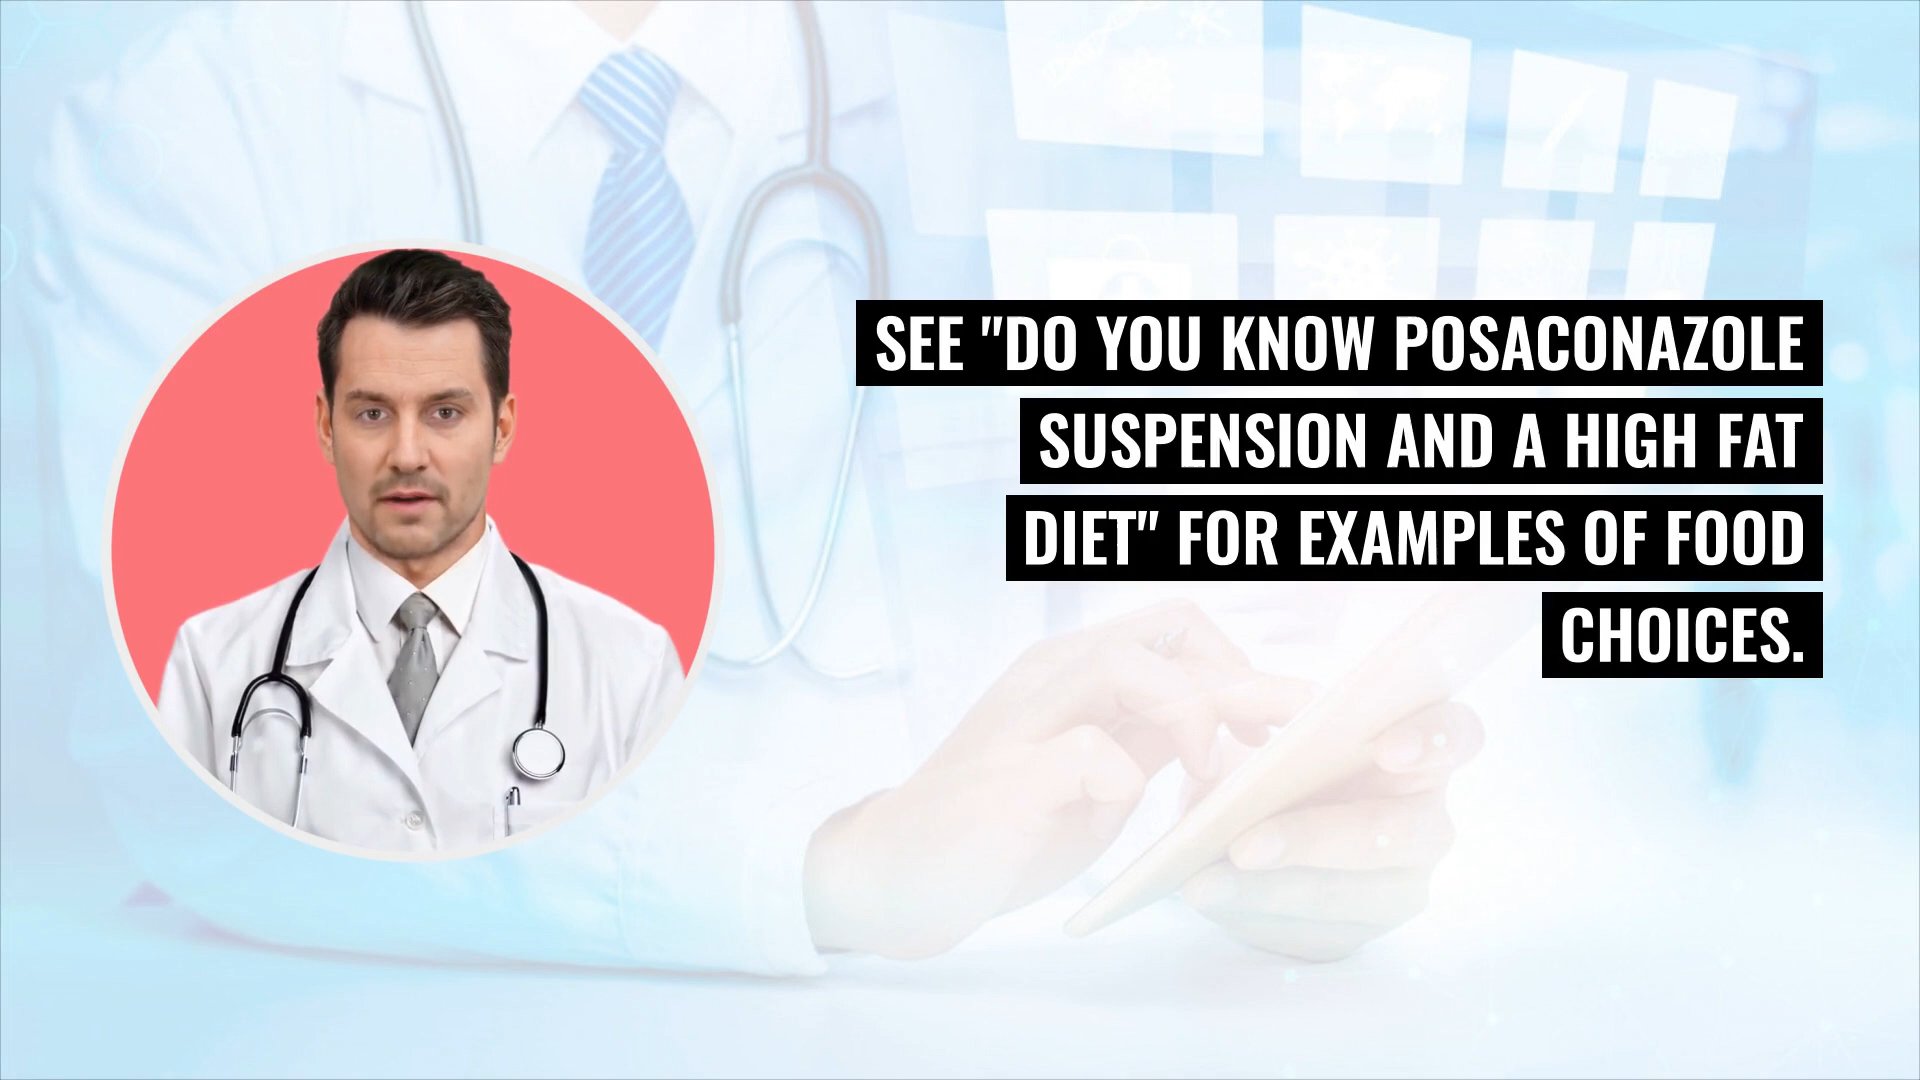 SEE "DO YOU KNOW POSACONAZOLE
SUSPENSION AND A HIGH FAT
DIET" FOR EXAMPLES OF FOOD
CHOICES.